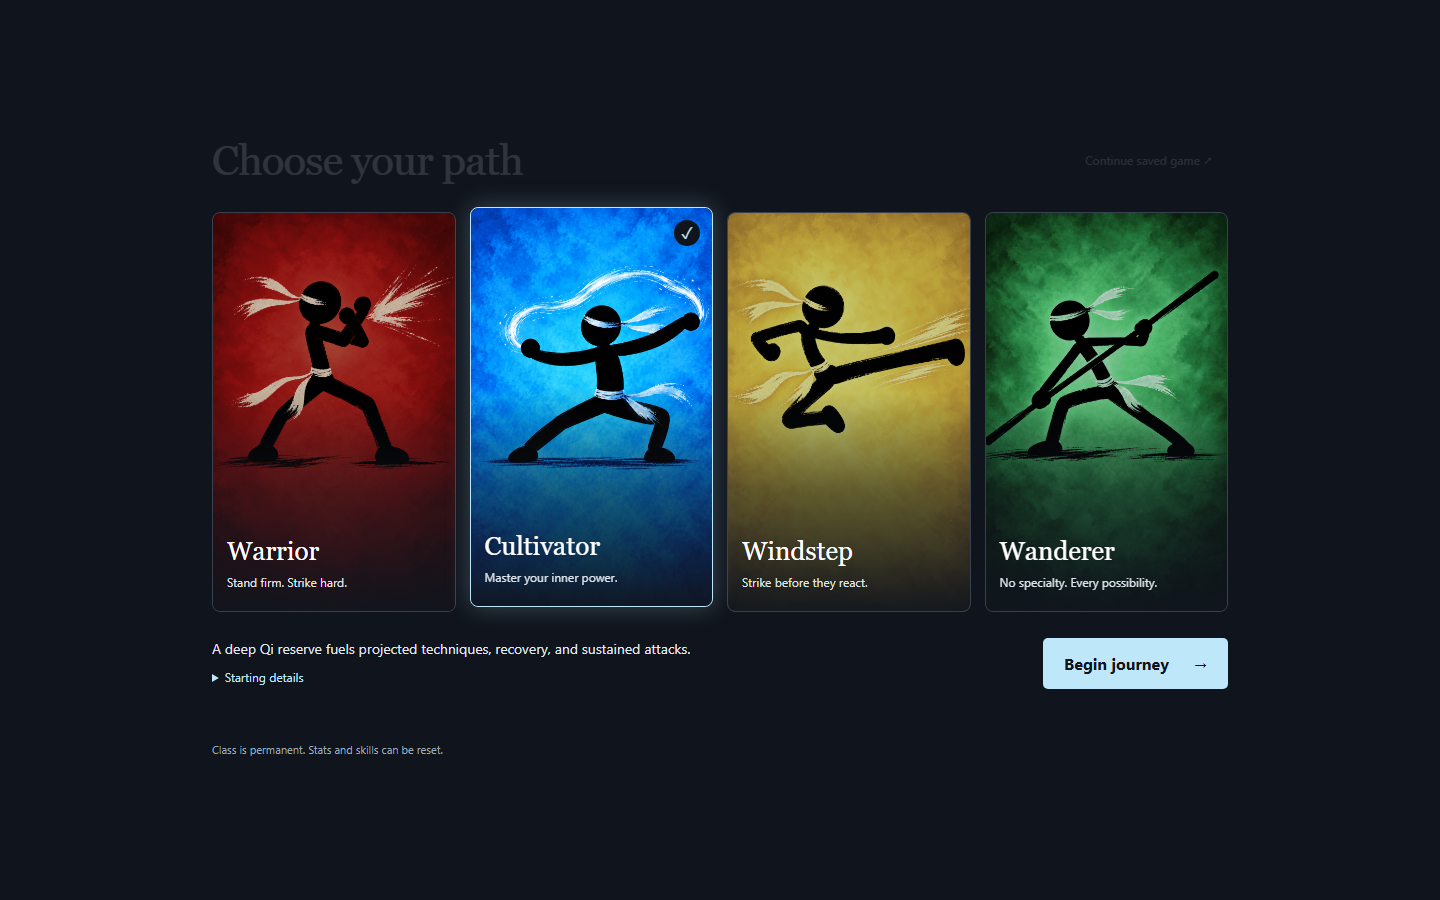 Choose your path
Continue saved game ↗
Warrior
Stand firm. Strike hard.
Cultivator
Master your inner power.
Windstep
Strike before they react.
Wanderer
No specialty. Every possibility.
A deep Qi reserve fuels projected techniques, recovery, and sustained attacks.
▶ Starting details
Begin journey →
Class is permanent. Stats and skills can be reset.